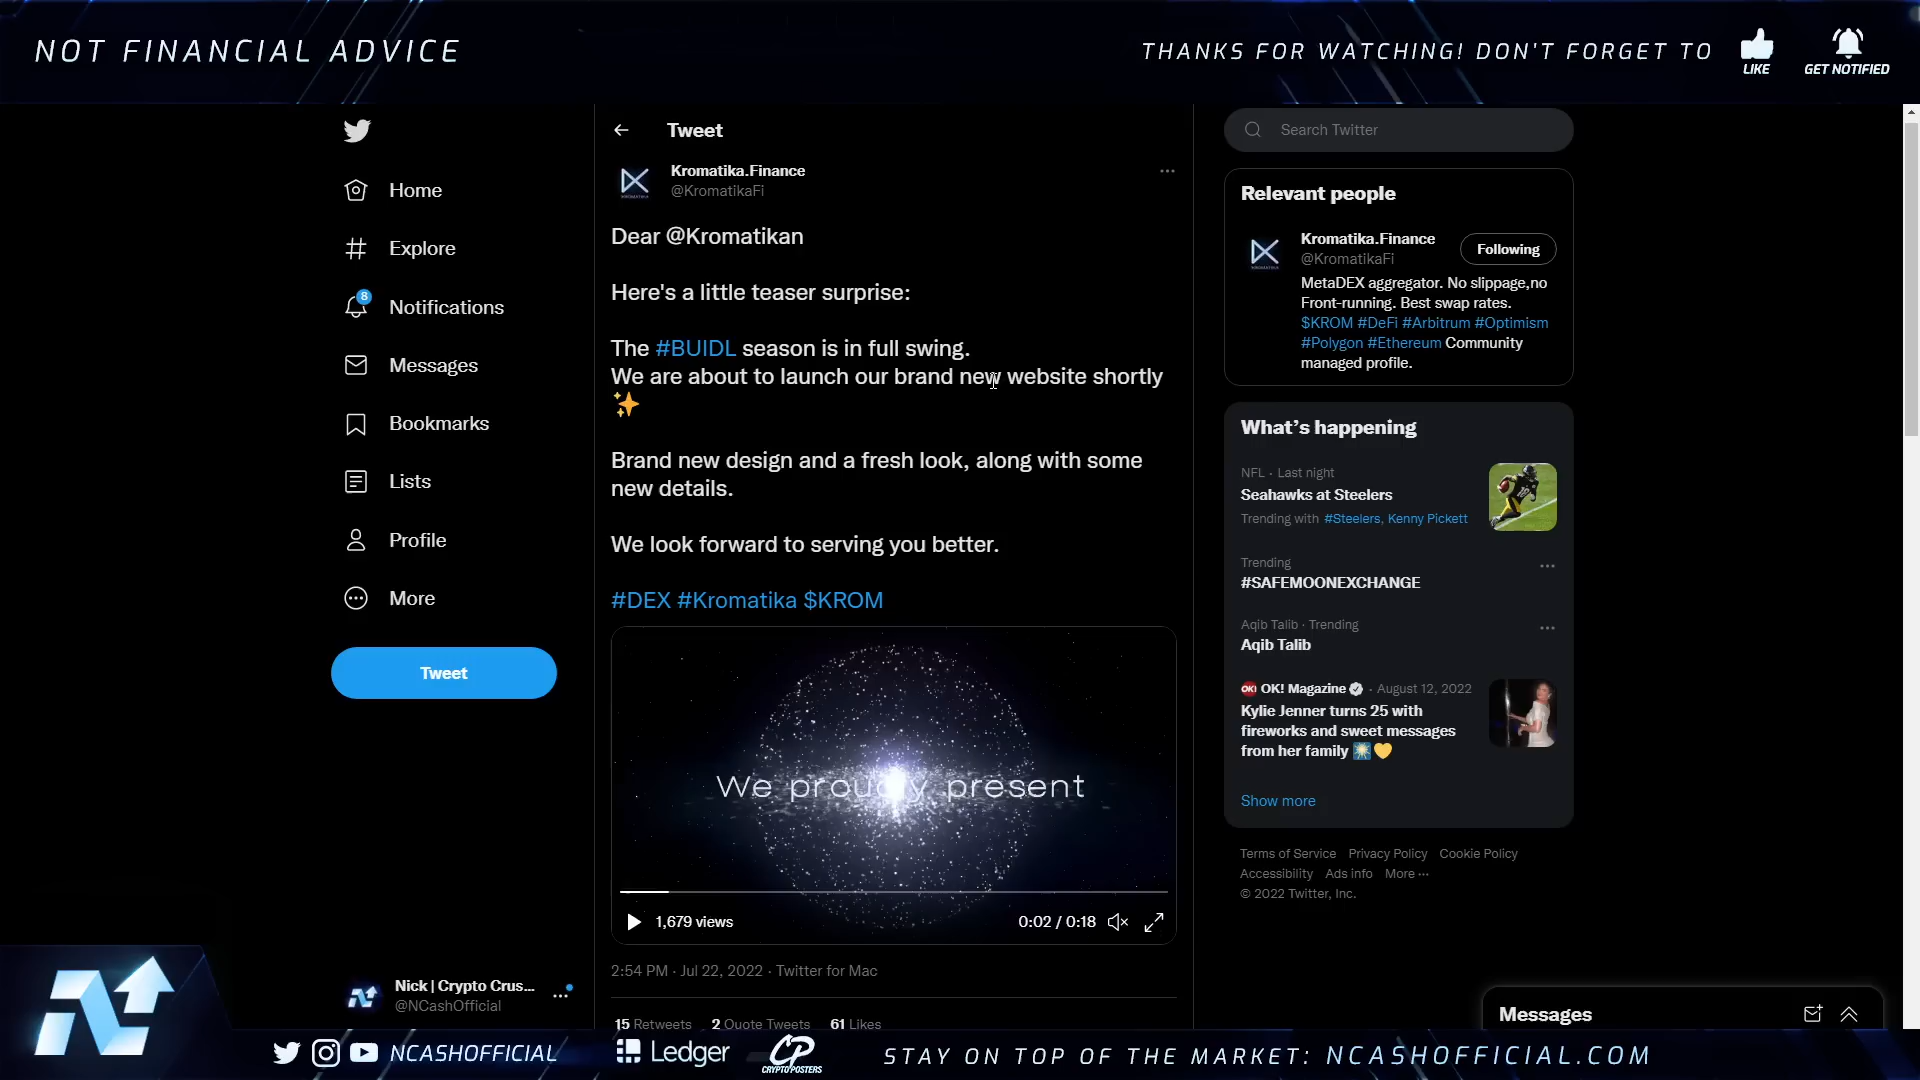 NOT FINANCIAL ADVICE
THANKS FOR WATCHING! DON'T FORGET TO
LIKE
GET NOTIFIED
Home
Explore
8
Notifications
Messages
Bookmarks
Lists
Profile
More
Tweet
Nick | Crypto Crus...
@NCashOfficial
Tweet
Kromatika.Finance
@KromatikaFi
Dear @Kromatikan
Here's a little teaser surprise:
The #BUIDL season is in full swing.
We are about to launch our brand new website shortly
Brand new design and a fresh look, along with some
new details.
We look forward to serving you better.
#DEX #Kromatika $KROM
We proudly present
1,679 views
0:02 / 0:18
2:54 PM · Jul 22, 2022 · Twitter for Mac
15 Retweets 2 Quote Tweets 61 Likes
Search Twitter
Relevant people
Kromatika.Finance
@KromatikaFi
Following
MetaDEX aggregator. No slippage,no
Front-running. Best swap rates.
$KROM #DeFi #Arbitrum #Optimism
#Polygon #Ethereum Community
managed profile.
What's happening
NFL · Last night
Seahawks at Steelers
Trending with #Steelers, Kenny Pickett
Trending
#SAFEMOONEXCHANGE
Aqib Talib · Trending
Aqib Talib
OK! OK! Magazine · August 12, 2022
Kylie Jenner turns 25 with
fireworks and sweet messages
from her family
Show more
Terms of Service Privacy Policy Cookie Policy
Accessibility Ads info More ···
© 2022 Twitter, Inc.
Messages
NCASHOFFICIAL
Ledger
CP
CRYPTOPOSTERS
STAY ON TOP OF THE MARKET: NCASHOFFICIAL.COM